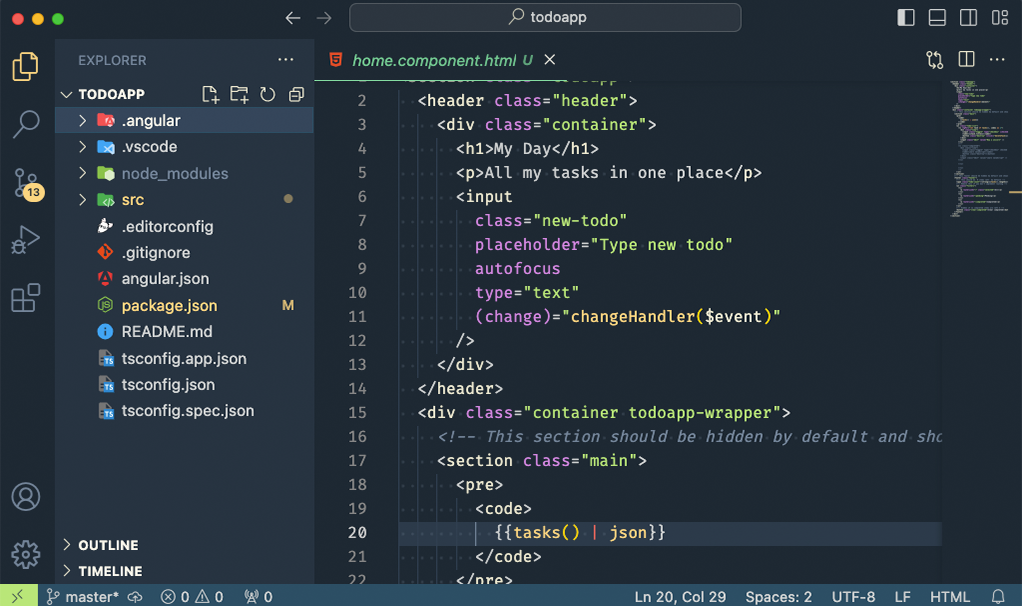 todoapp
EXPLORER
TODOAPP
.angular
.vscode
node_modules
src
.editorconfig
.gitignore
angular.json
package.json M
README.md
tsconfig.app.json
tsconfig.json
tsconfig.spec.json
13
OUTLINE
TIMELINE
home.component.html U
2 <header class="header">
3 <div class="container">
4 <h1>My Day</h1>
5 <p>All my tasks in one place</p>
6 <input
7 class="new-todo"
8 placeholder="Type new todo"
9 autofocus
10 type="text"
11 (change)="changeHandler($event)"
12 />
13 </div>
14 </header>
15 <div class="container todoapp-wrapper">
16 <!-- This section should be hidden by default and sho
17 <section class="main">
18 <pre>
19 <code>
20 {{tasks() | json}}
21 </code>
22 </pre>
master* 0 0 0 Ln 20, Col 29 Spaces: 2 UTF-8 LF HTML